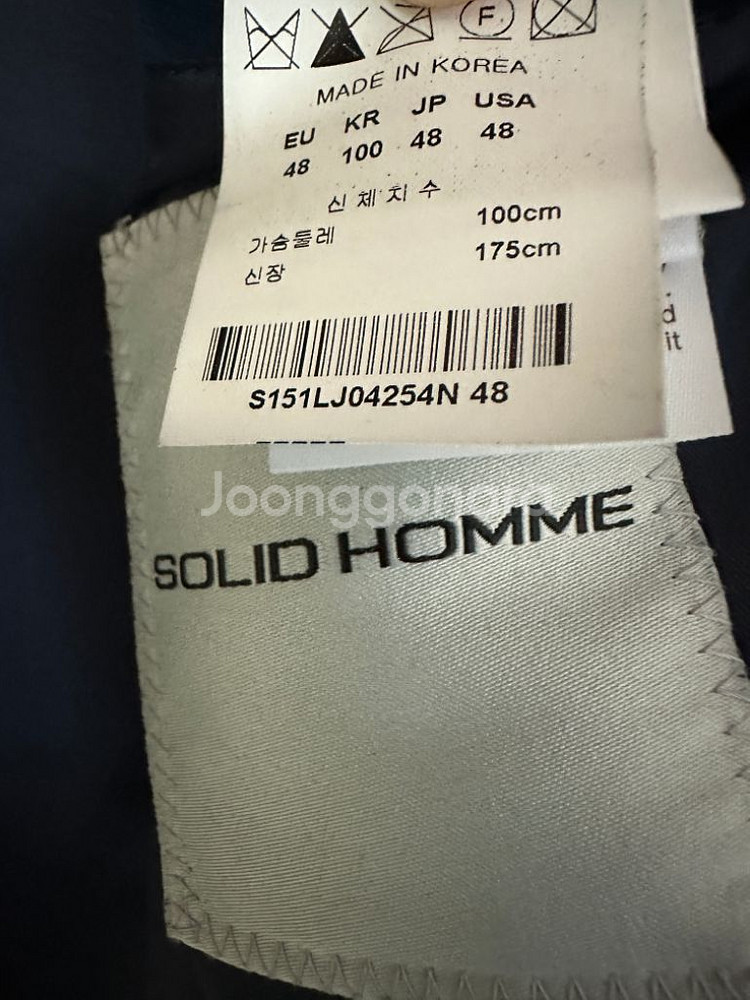 F
MADE IN KOREA
EU KR JP USA
48 100 48 48
신체치수
가슴둘레 100cm
신장 175cm
S151LJ04254N 48
d
it
Joonggonara
SOLID HOMME